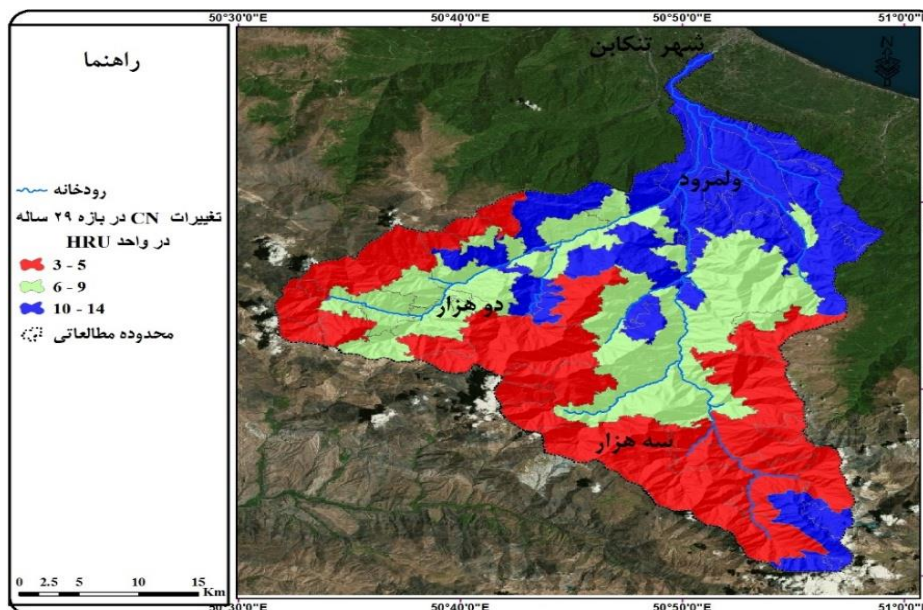 50°30'0"E
50°40'0"E
50°50'0"E
51°0'0"E
راهنما
رودخانه
تغییرات CN در بازه ۲۹ ساله
در واحد HRU
3 - 5
6 - 9
10 - 14
محدوده مطالعاتی
0 2.5 5 10 15
Km
شهر تنکابن
N
ولمرود
دو هزار
سه هزار
50°30'0"E
50°40'0"E
50°50'0"E
51°0'0"E